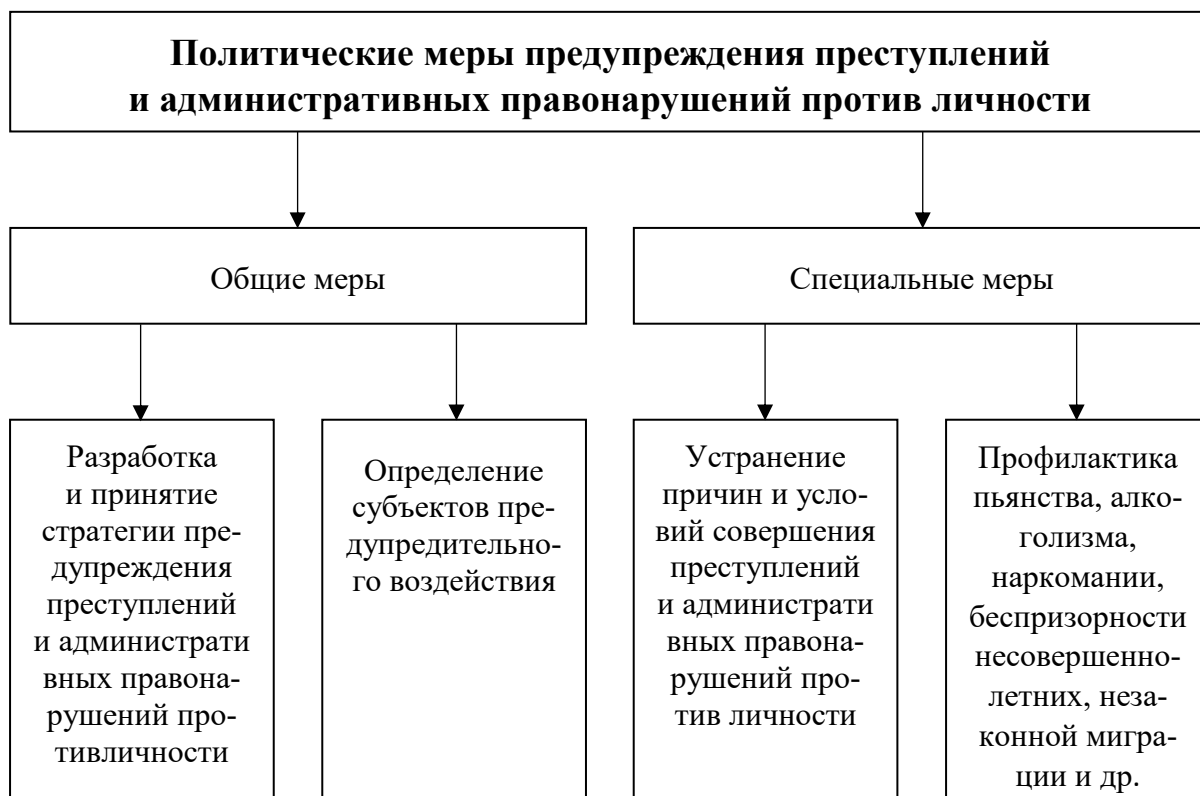 Политические меры предупреждения преступлений
и административных правонарушений против личности
Общие меры
Специальные меры
Разработка
и принятие
стратегии пре-
дупреждения
преступлений
и администрати
вных правона-
рушений про-
тивличности
Определение
субъектов пре-
дупредительно-
го воздействия
Устранение
причин и усло-
вий совершения
преступлений
и администрати
вных правона-
рушений про-
тив личности
Профилактика
пьянства, алко-
голизма,
наркомании,
беспризорности
несовершенно-
летних, неза-
конной мигра-
ции и др.